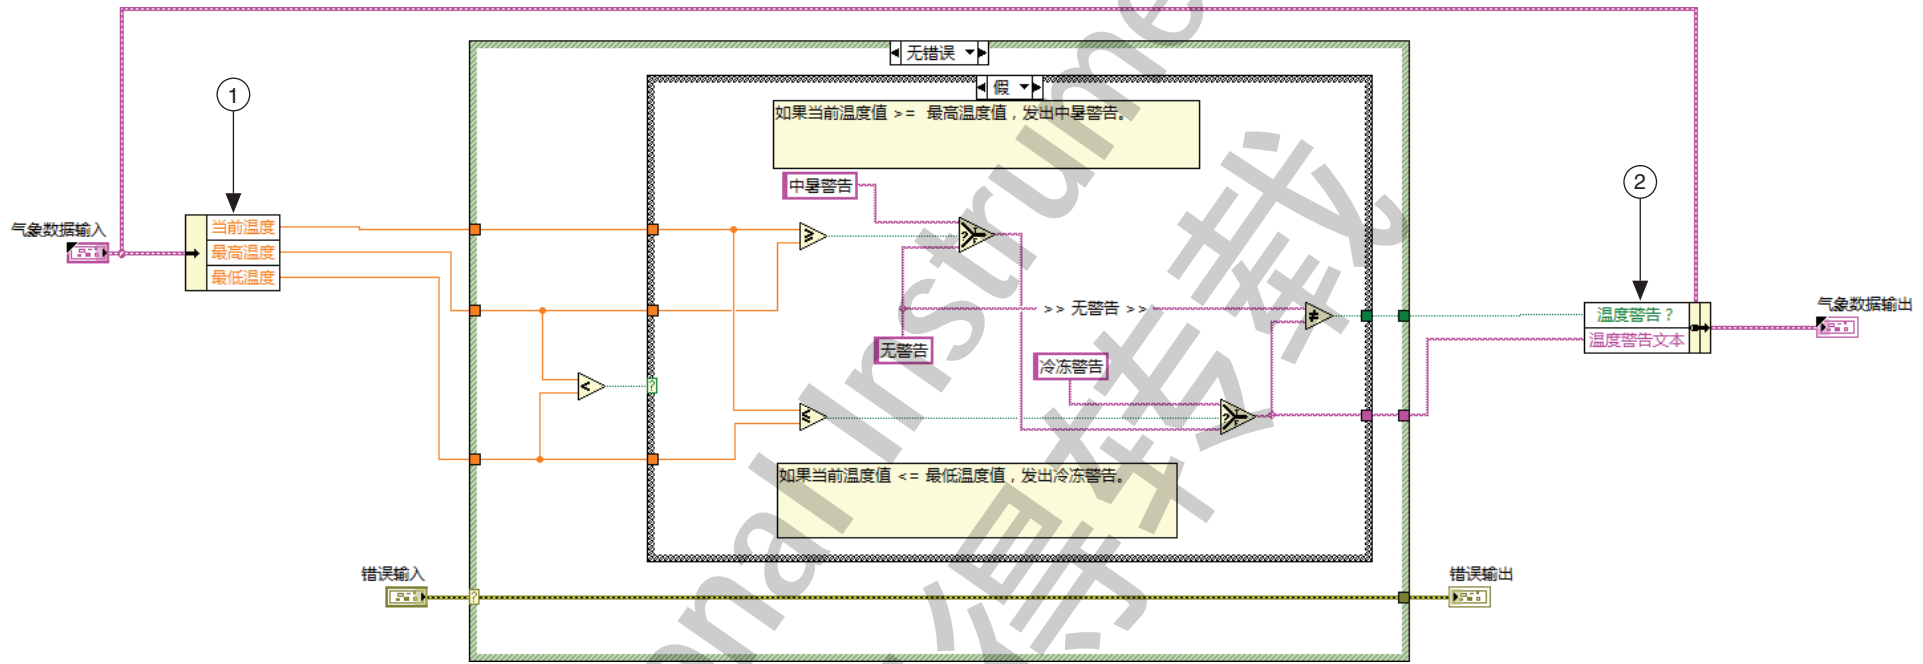 无错误
假
①
如果当前温度值 >= 最高温度值，发出中暑警告。
②
中暑警告
气象数据输入
当前温度
最高温度
最低温度
>> 无警告 >>
无警告
冷冻警告
温度警告？
温度警告文本
气象数据输出
如果当前温度值 <= 最低温度值，发出冷冻警告。
错误输入
错误输出
onal Instrume
得转载